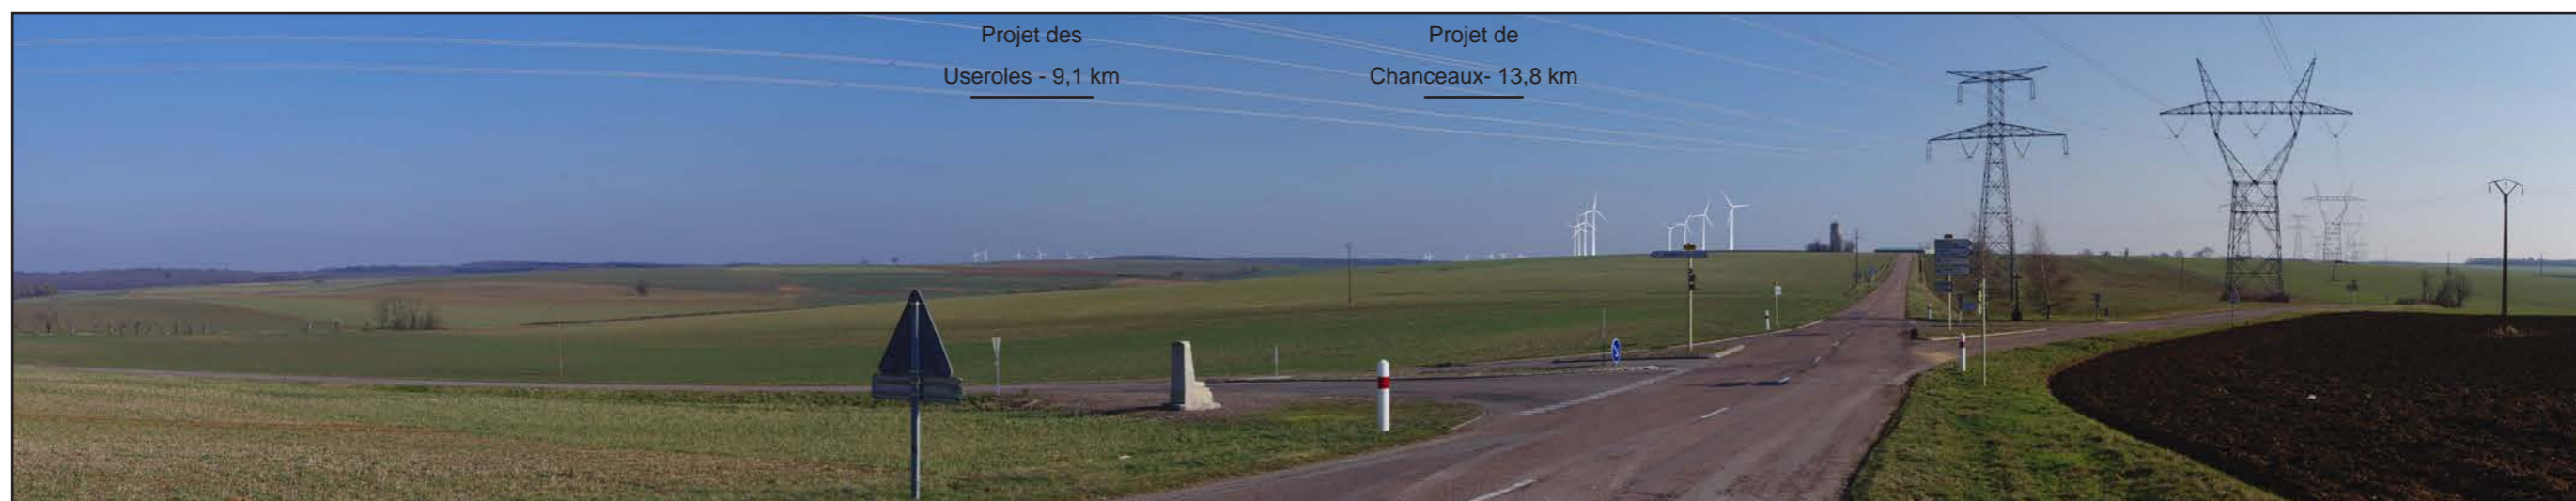 Projet des
Useroles - 9,1 km
Projet de
Chanceaux- 13,8 km